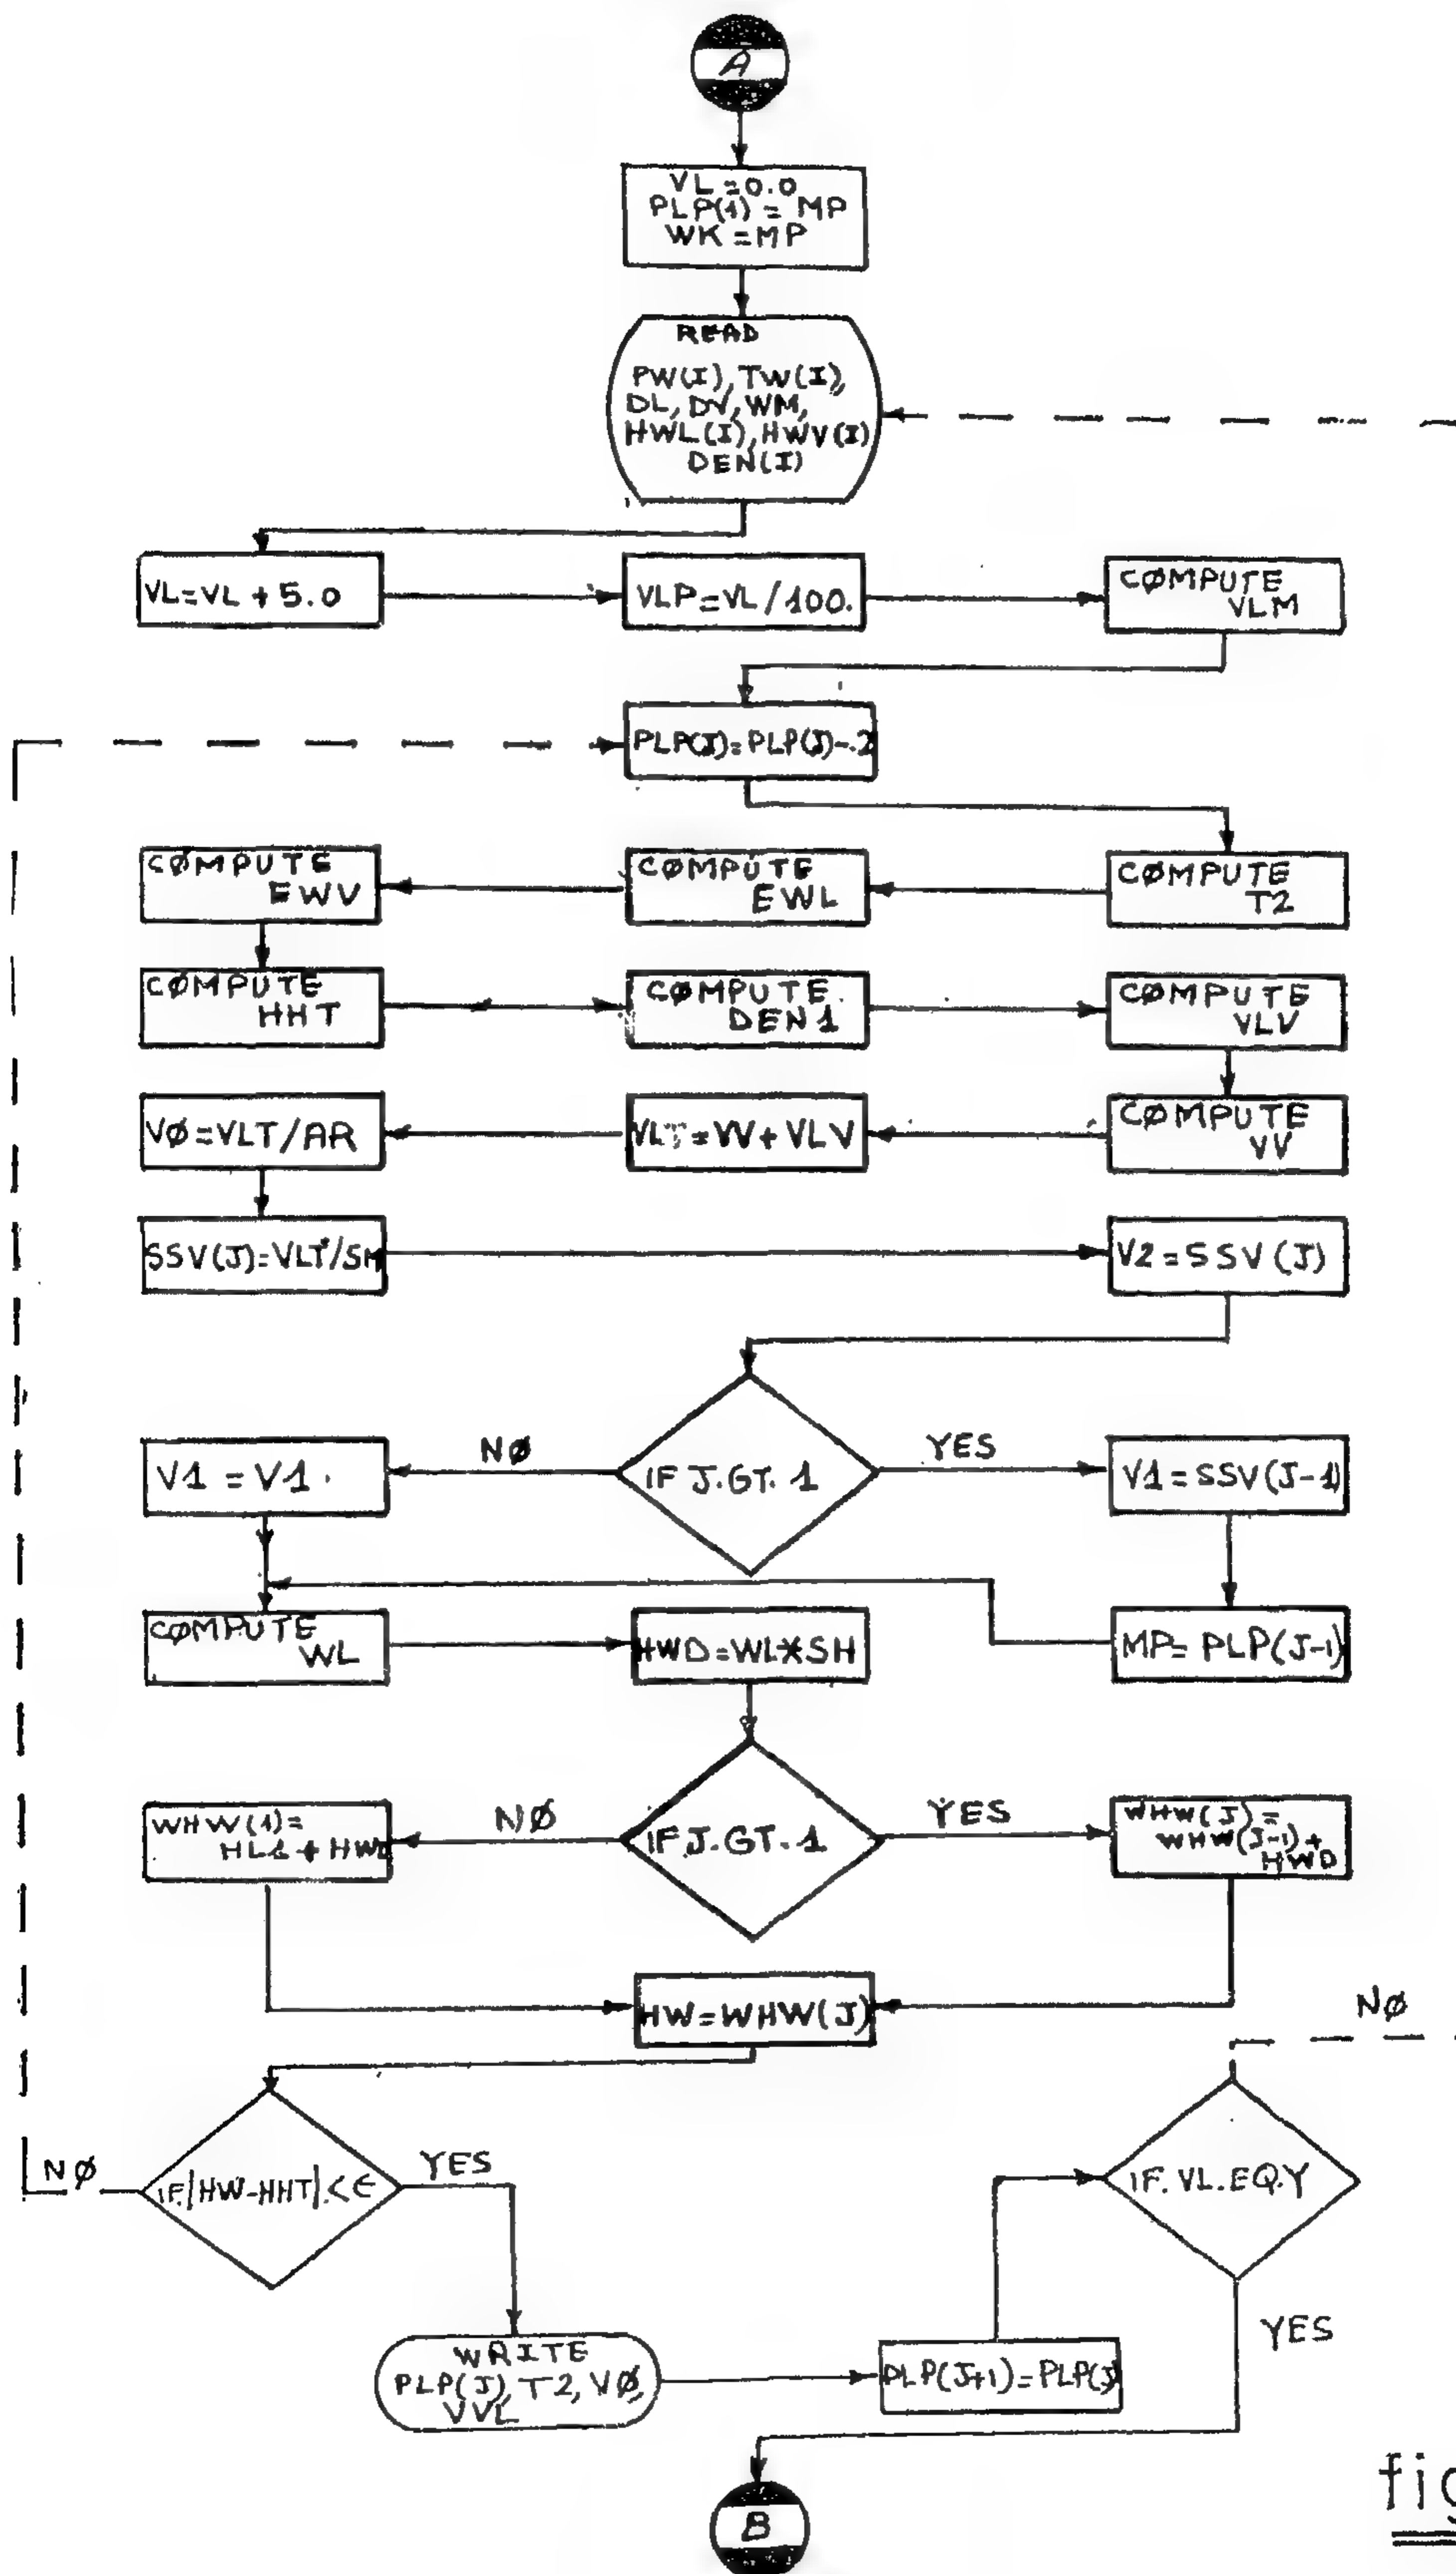 A
VL=0.0
PLP(1) = MP
WK=MP
READ
PW(I), TW(I),
DL, DV, WM,
HWL(I), HWV(I)
DEN(I)
VL=VL+5.0
VLP=VL/100.
CØMPUTE
VLM
PLP(J)=PLP(J)-.2
CØMPUTE
EWV
CØMPUTE
EWL
CØMPUTE
T2
CØMPUTE
HHT
CØMPUTE
DEN1
CØMPUTE
VLV
VØ=VLT/AR
VLT=VV+VLV
CØMPUTE
VV
SSV(J)=VLT/SH
V2=SSV(J)
NØ
YES
V1=V1.
IF J.GT.1
V1=SSV(J-1)
CØMPUTE
WL
HWD=WL*SH
MP=PLP(J-1)
WHW(1)=
HL1+HWD
NØ
IF J.GT.1
YES
WHW(J)=
WHW(J-1)+
HWD
HW=WHW(J)
NØ
NØ
IF.|HW-HHT|.<Є
YES
IF.VL.EQ.Y
YES
WRITE
PLP(J), T2, VØ,
VVL
PLP(J+1)=PLP(J)
B
fig